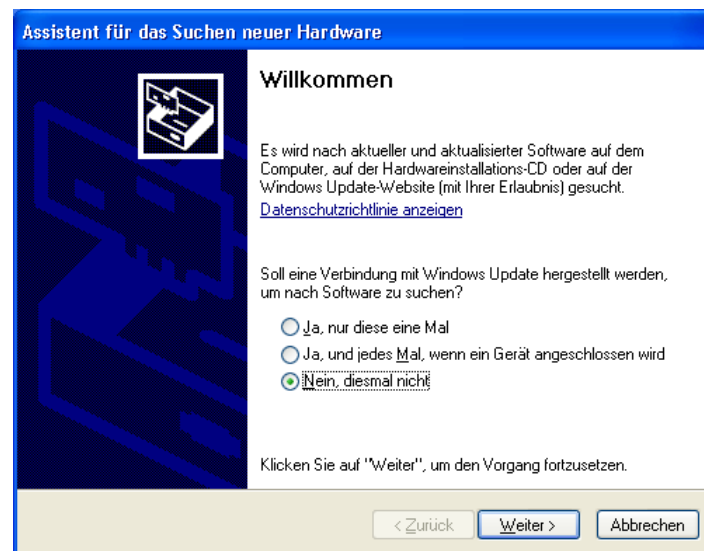 Assistent für das Suchen neuer Hardware
Willkommen
Es wird nach aktueller und aktualisierter Software auf dem
Computer, auf der Hardwareinstallations-CD oder auf der
Windows Update-Website (mit Ihrer Erlaubnis) gesucht.
Datenschutzrichtlinie anzeigen
Soll eine Verbindung mit Windows Update hergestellt werden,
um nach Software zu suchen?
Ja, nur diese eine Mal
Ja, und jedes Mal, wenn ein Gerät angeschlossen wird
Nein, diesmal nicht
Klicken Sie auf "Weiter", um den Vorgang fortzusetzen.
< Zurück Weiter > Abbrechen